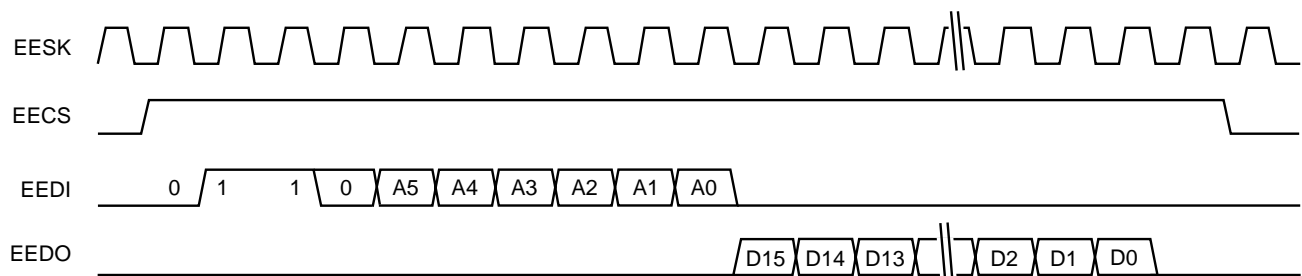 EESK
EECS
EEDI 0 1 1 0 A5 A4 A3 A2 A1 A0
EEDO D15 D14 D13 D2 D1 D0